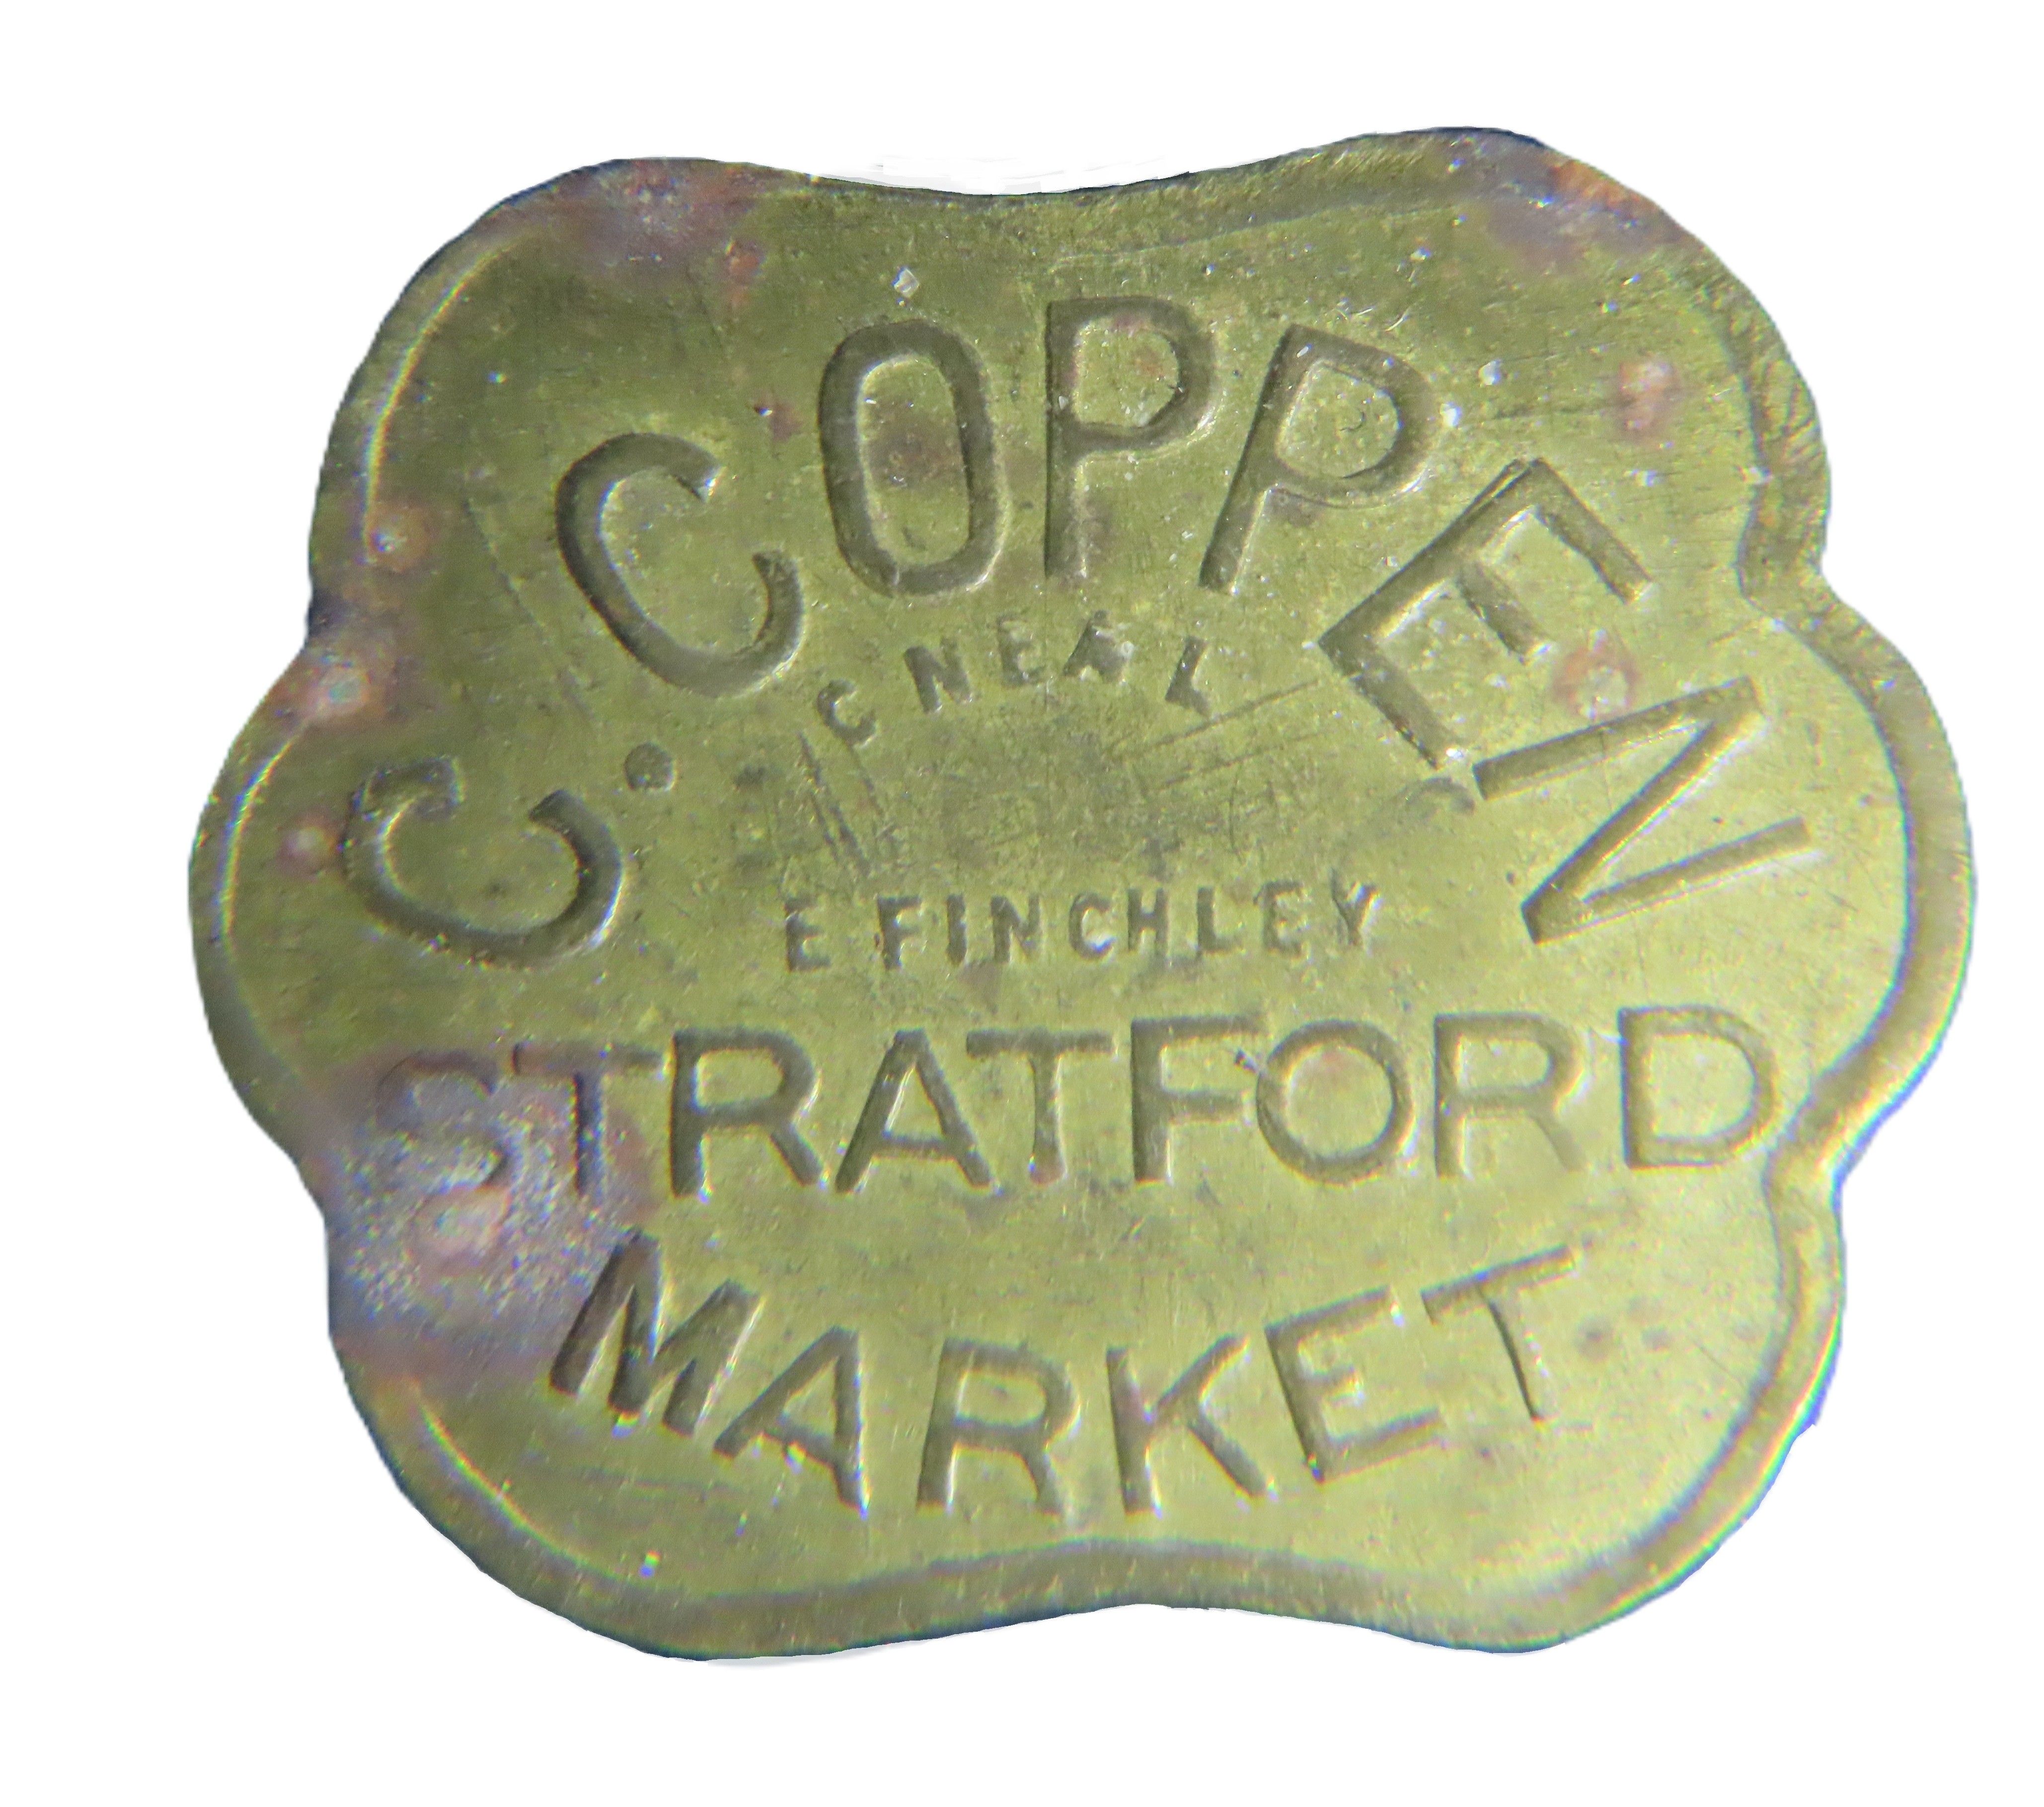 C. COPPEN
C NEAL
E FINCHLEY
STRATFORD
MARKET